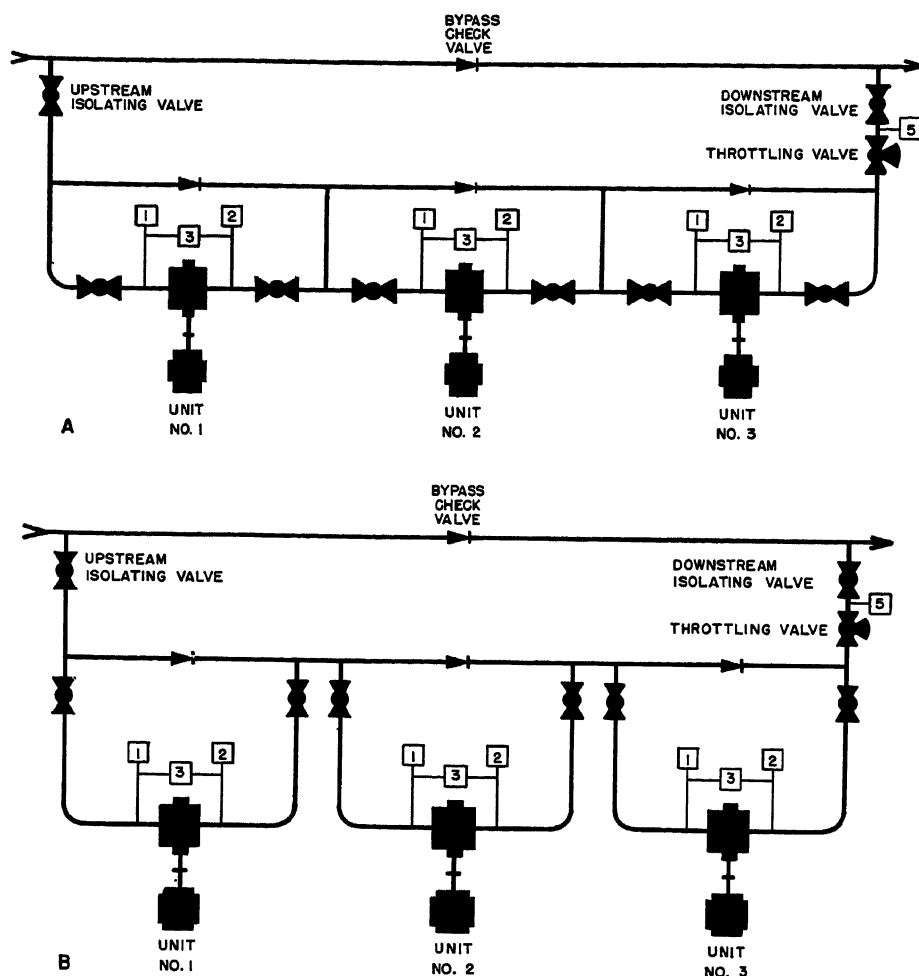 BYPASS
CHECK
VALVE
UPSTREAM
ISOLATING VALVE
DOWNSTREAM
ISOLATING VALVE
5
THROTTLING VALVE
1
2
3
1
2
3
1
2
3
UNIT
NO. 1
UNIT
NO. 2
UNIT
NO. 3
A
BYPASS
CHECK
VALVE
UPSTREAM
ISOLATING VALVE
DOWNSTREAM
ISOLATING VALVE
5
THROTTLING VALVE
1
2
3
1
2
3
1
2
3
UNIT
NO. 1
UNIT
NO. 2
UNIT
NO. 3
B